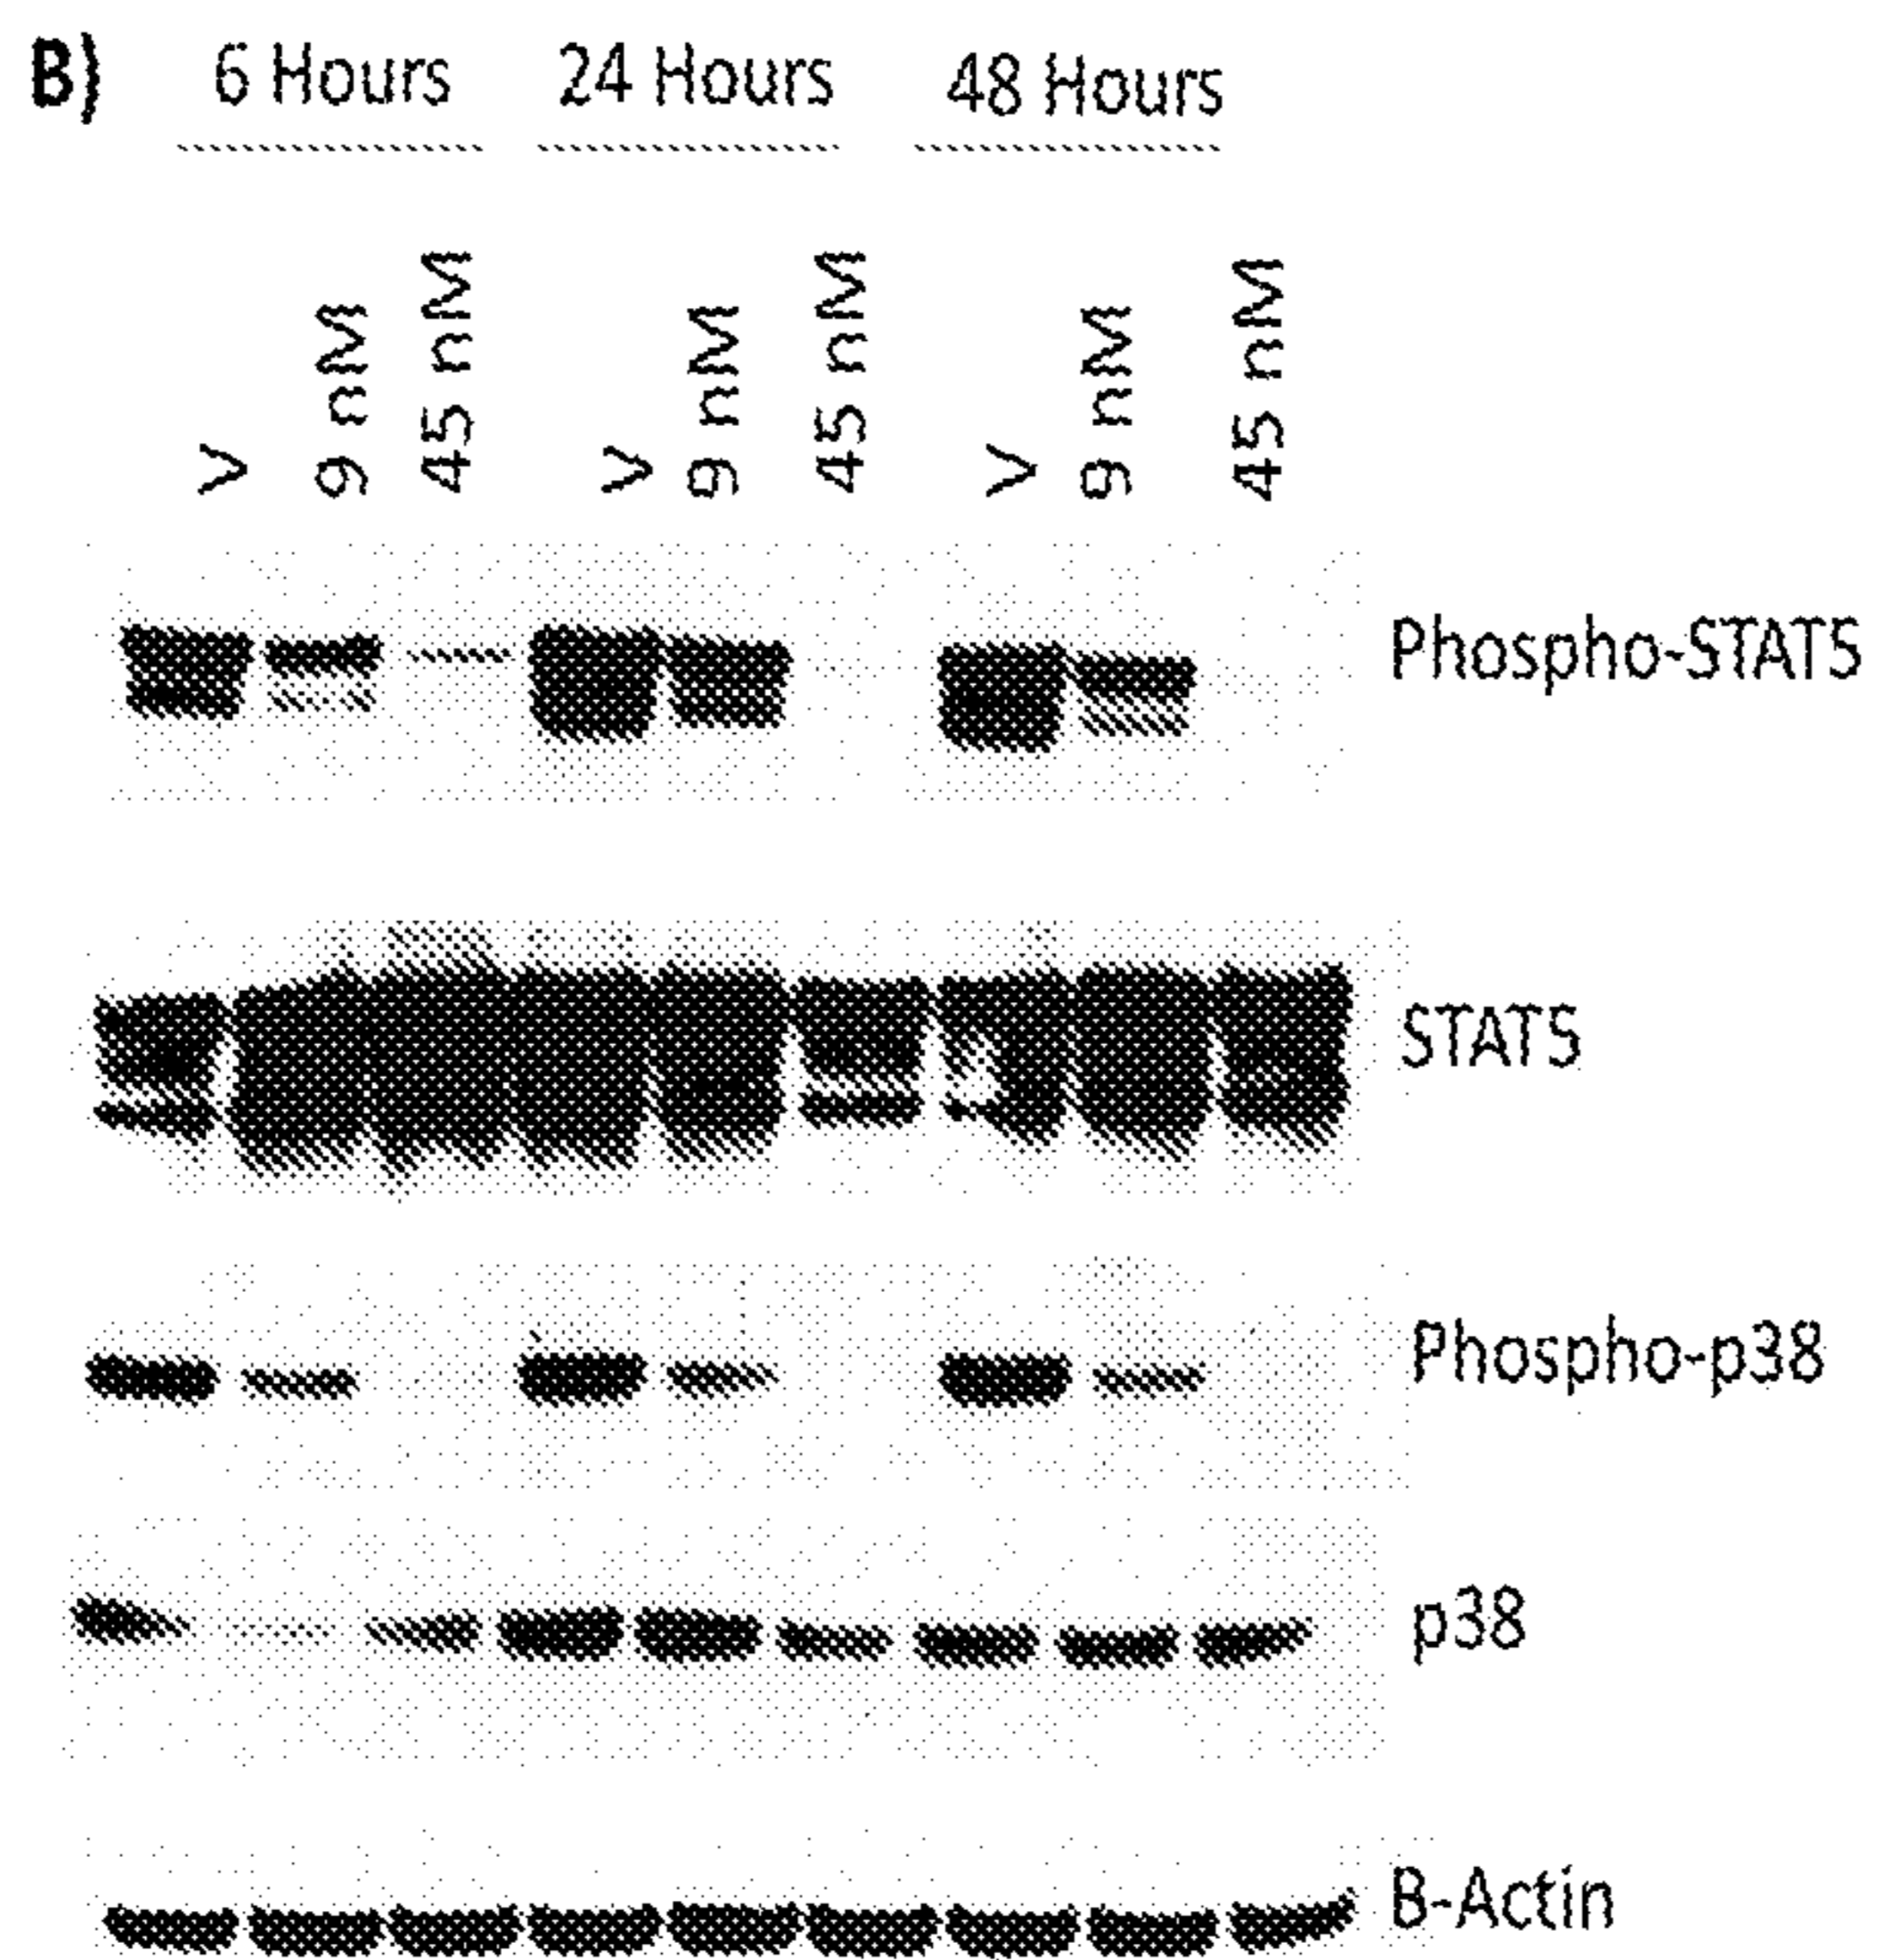 B) 6 Hours 24 Hours 48 Hours
V 9 nM 45 nM V 9 nM 45 nM V 9 nM 45 nM
Phospho-STAT5
STAT5
Phospho-p38
p38
B-Actin